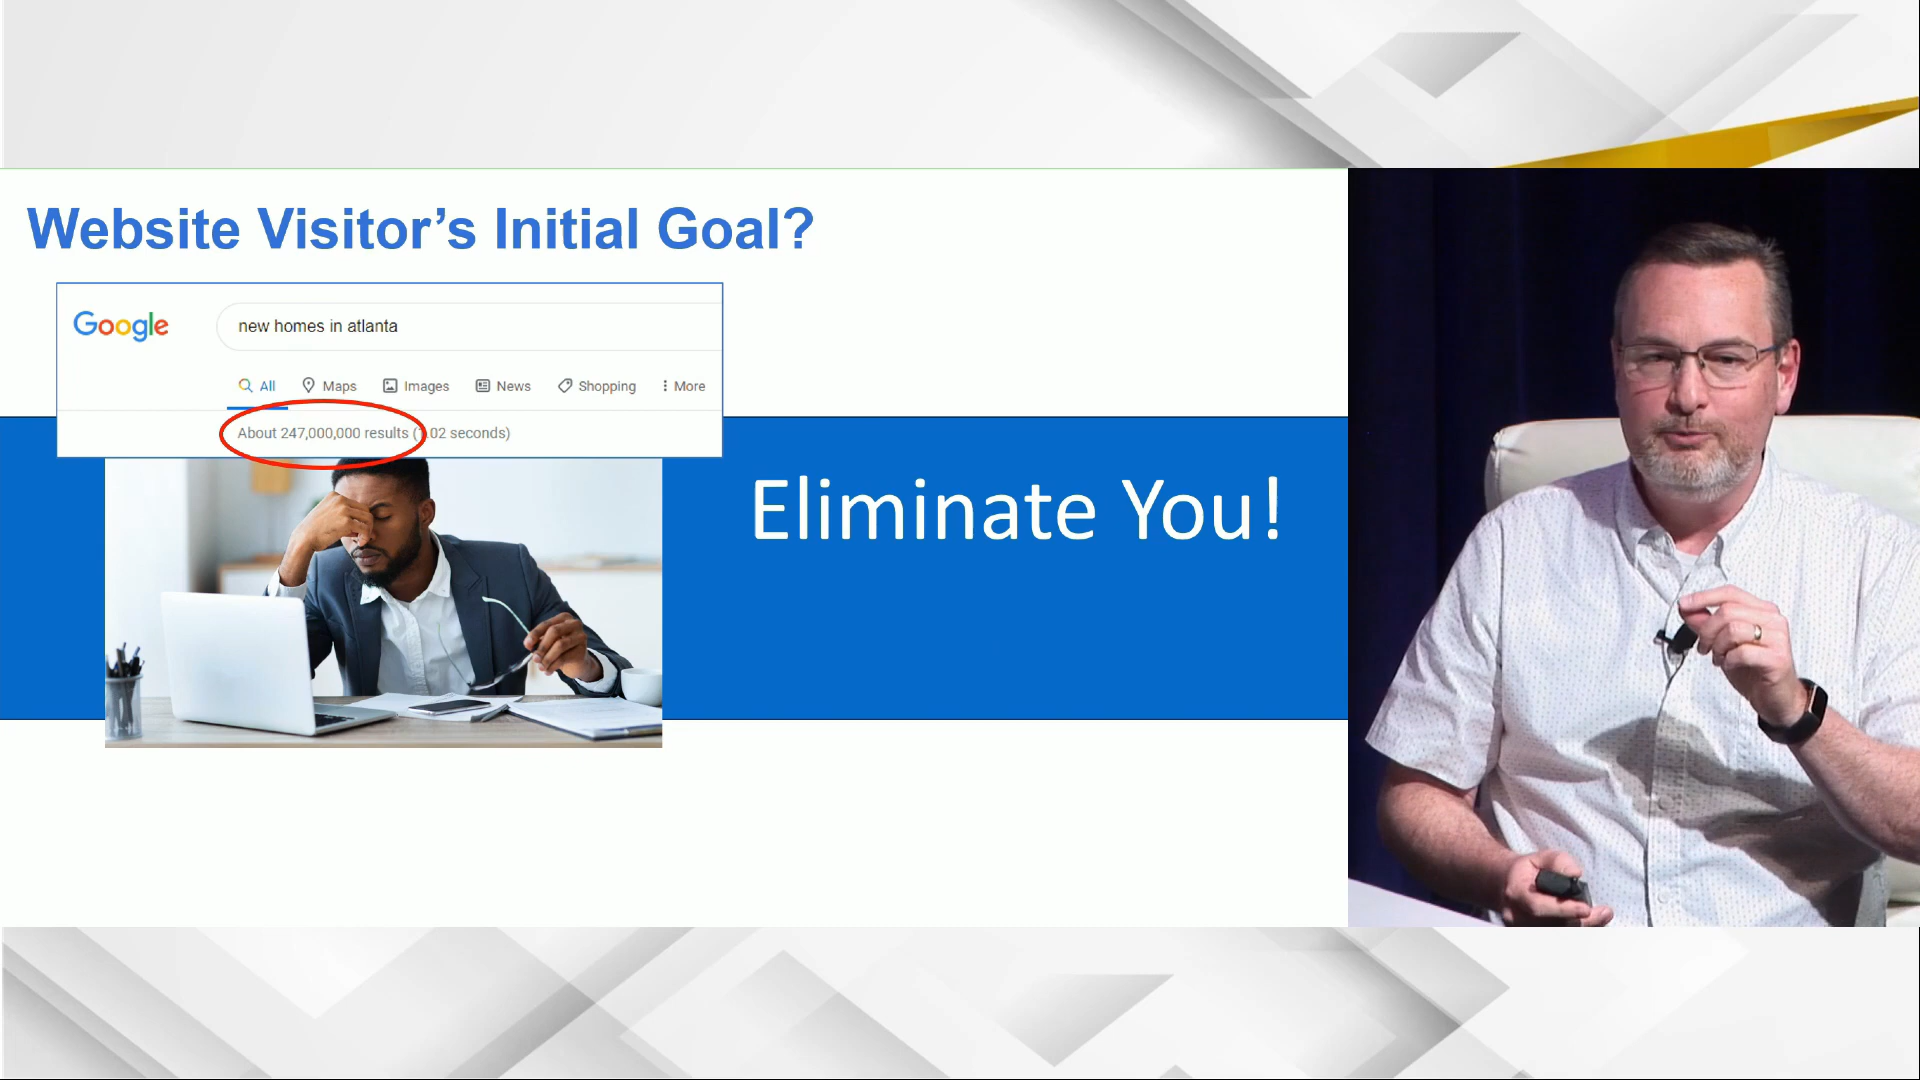 Website Visitor’s Initial Goal?
Google
new homes in atlanta
All Maps Images News Shopping More
About 247,000,000 results (1.02 seconds)
Eliminate You!